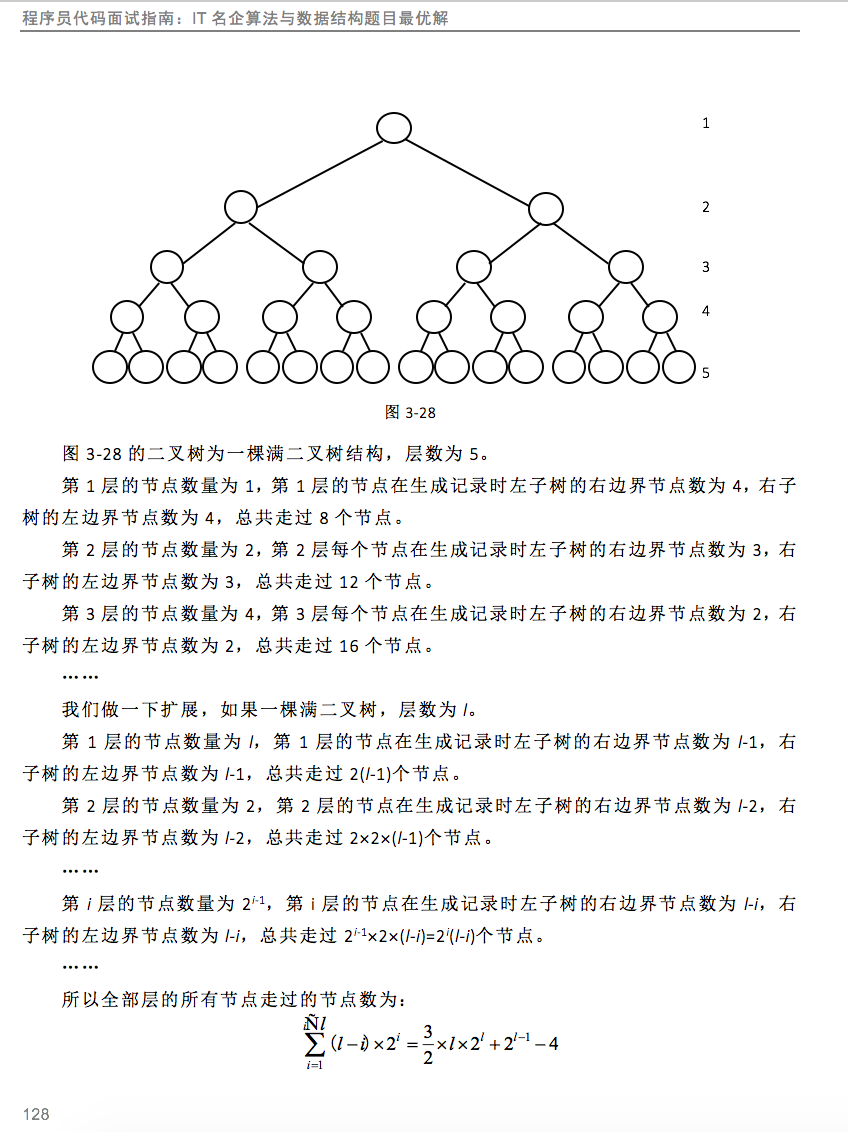 程序员代码面试指南：IT 名企算法与数据结构题目最优解
1
2
3
4
5
图 3-28
图 3-28 的二叉树为一棵满二叉树结构，层数为 5。
第 1 层的节点数量为 1，第 1 层的节点在生成记录时左子树的右边界节点数为 4，右子
树的左边界节点数为 4，总共走过 8 个节点。
第 2 层的节点数量为 2，第 2 层每个节点在生成记录时左子树的右边界节点数为 3，右
子树的左边界节点数为 3，总共走过 12 个节点。
第 3 层的节点数量为 4，第 3 层每个节点在生成记录时左子树的右边界节点数为 2，右
子树的左边界节点数为 2，总共走过 16 个节点。
……
我们做一下扩展，如果一棵满二叉树，层数为 l。
第 1 层的节点数量为 l，第 1 层的节点在生成记录时左子树的右边界节点数为 l-1，右
子树的左边界节点数为 l-1，总共走过 2(l-1)个节点。
第 2 层的节点数量为 2，第 2 层的节点在生成记录时左子树的右边界节点数为 l-2，右
子树的左边界节点数为 l-2，总共走过 2×2×(l-1)个节点。
……
第 i 层的节点数量为 2^{i-1}，第 i 层的节点在生成记录时左子树的右边界节点数为 l-i，右
子树的左边界节点数为 l-i，总共走过 2^{i-1}×2×(l-i)=2^{i}(l-i)个节点。
……
所以全部层的所有节点走过的节点数为：
iÑl
∑ (l−i)×2^{i} = 3/2 ×l×2^{l} + 2^{l−1} − 4
i=1
128